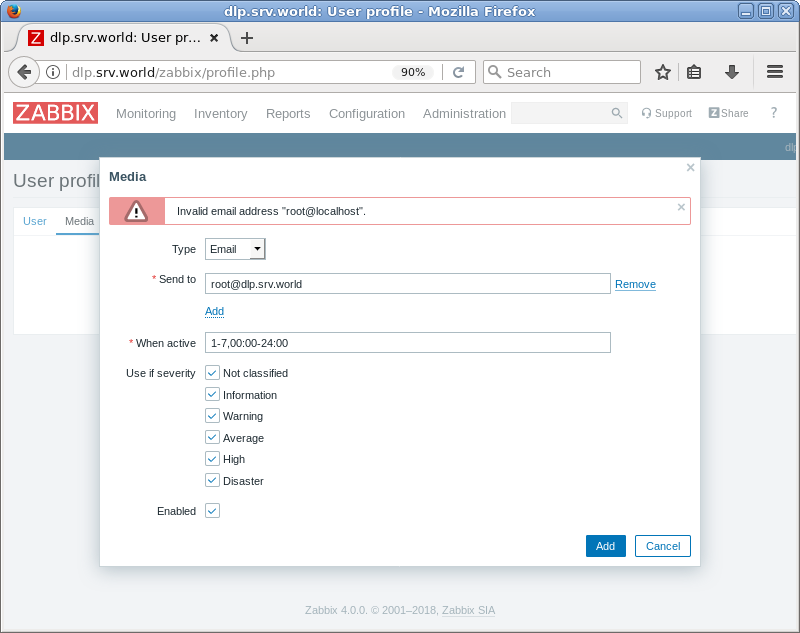 dlp.srv.world: User profile - Mozilla Firefox
Z dlp.srv.world: User pr...
dlp.srv.world/zabbix/profile.php 90% Search
ZABBIX Monitoring Inventory Reports Configuration Administration Support Z Share ?
dlp
User profil
User Media
Media
Invalid email address "root@localhost".
Type Email
* Send to root@dlp.srv.world Remove
Add
* When active 1-7,00:00-24:00
Use if severity Not classified
Information
Warning
Average
High
Disaster
Enabled
Add Cancel
Zabbix 4.0.0. © 2001–2018, Zabbix SIA